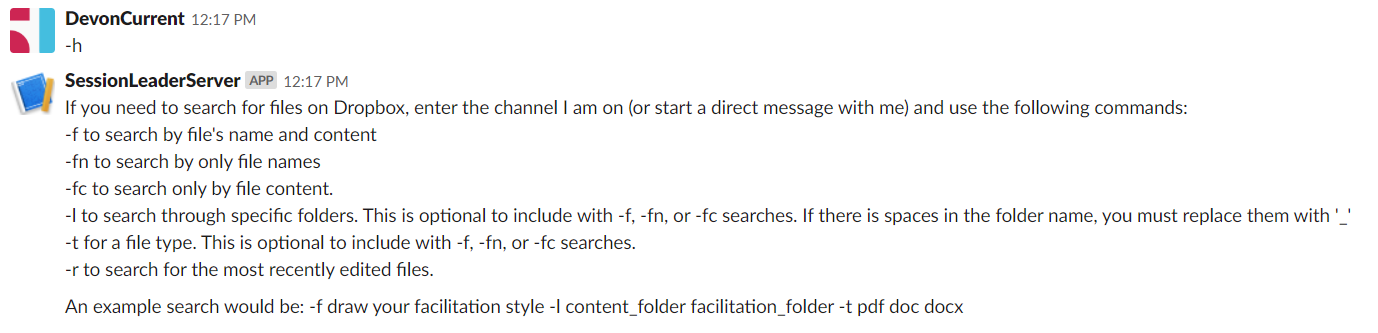 DevonCurrent 12:17 PM
-h
SessionLeaderServer APP 12:17 PM
If you need to search for files on Dropbox, enter the channel I am on (or start a direct message with me) and use the following commands:
-f to search by file's name and content
-fn to search by only file names
-fc to search only by file content.
-l to search through specific folders. This is optional to include with -f, -fn, or -fc searches. If there is spaces in the folder name, you must replace them with '_'
-t for a file type. This is optional to include with -f, -fn, or -fc searches.
-r to search for the most recently edited files.
An example search would be: -f draw your facilitation style -l content_folder facilitation_folder -t pdf doc docx